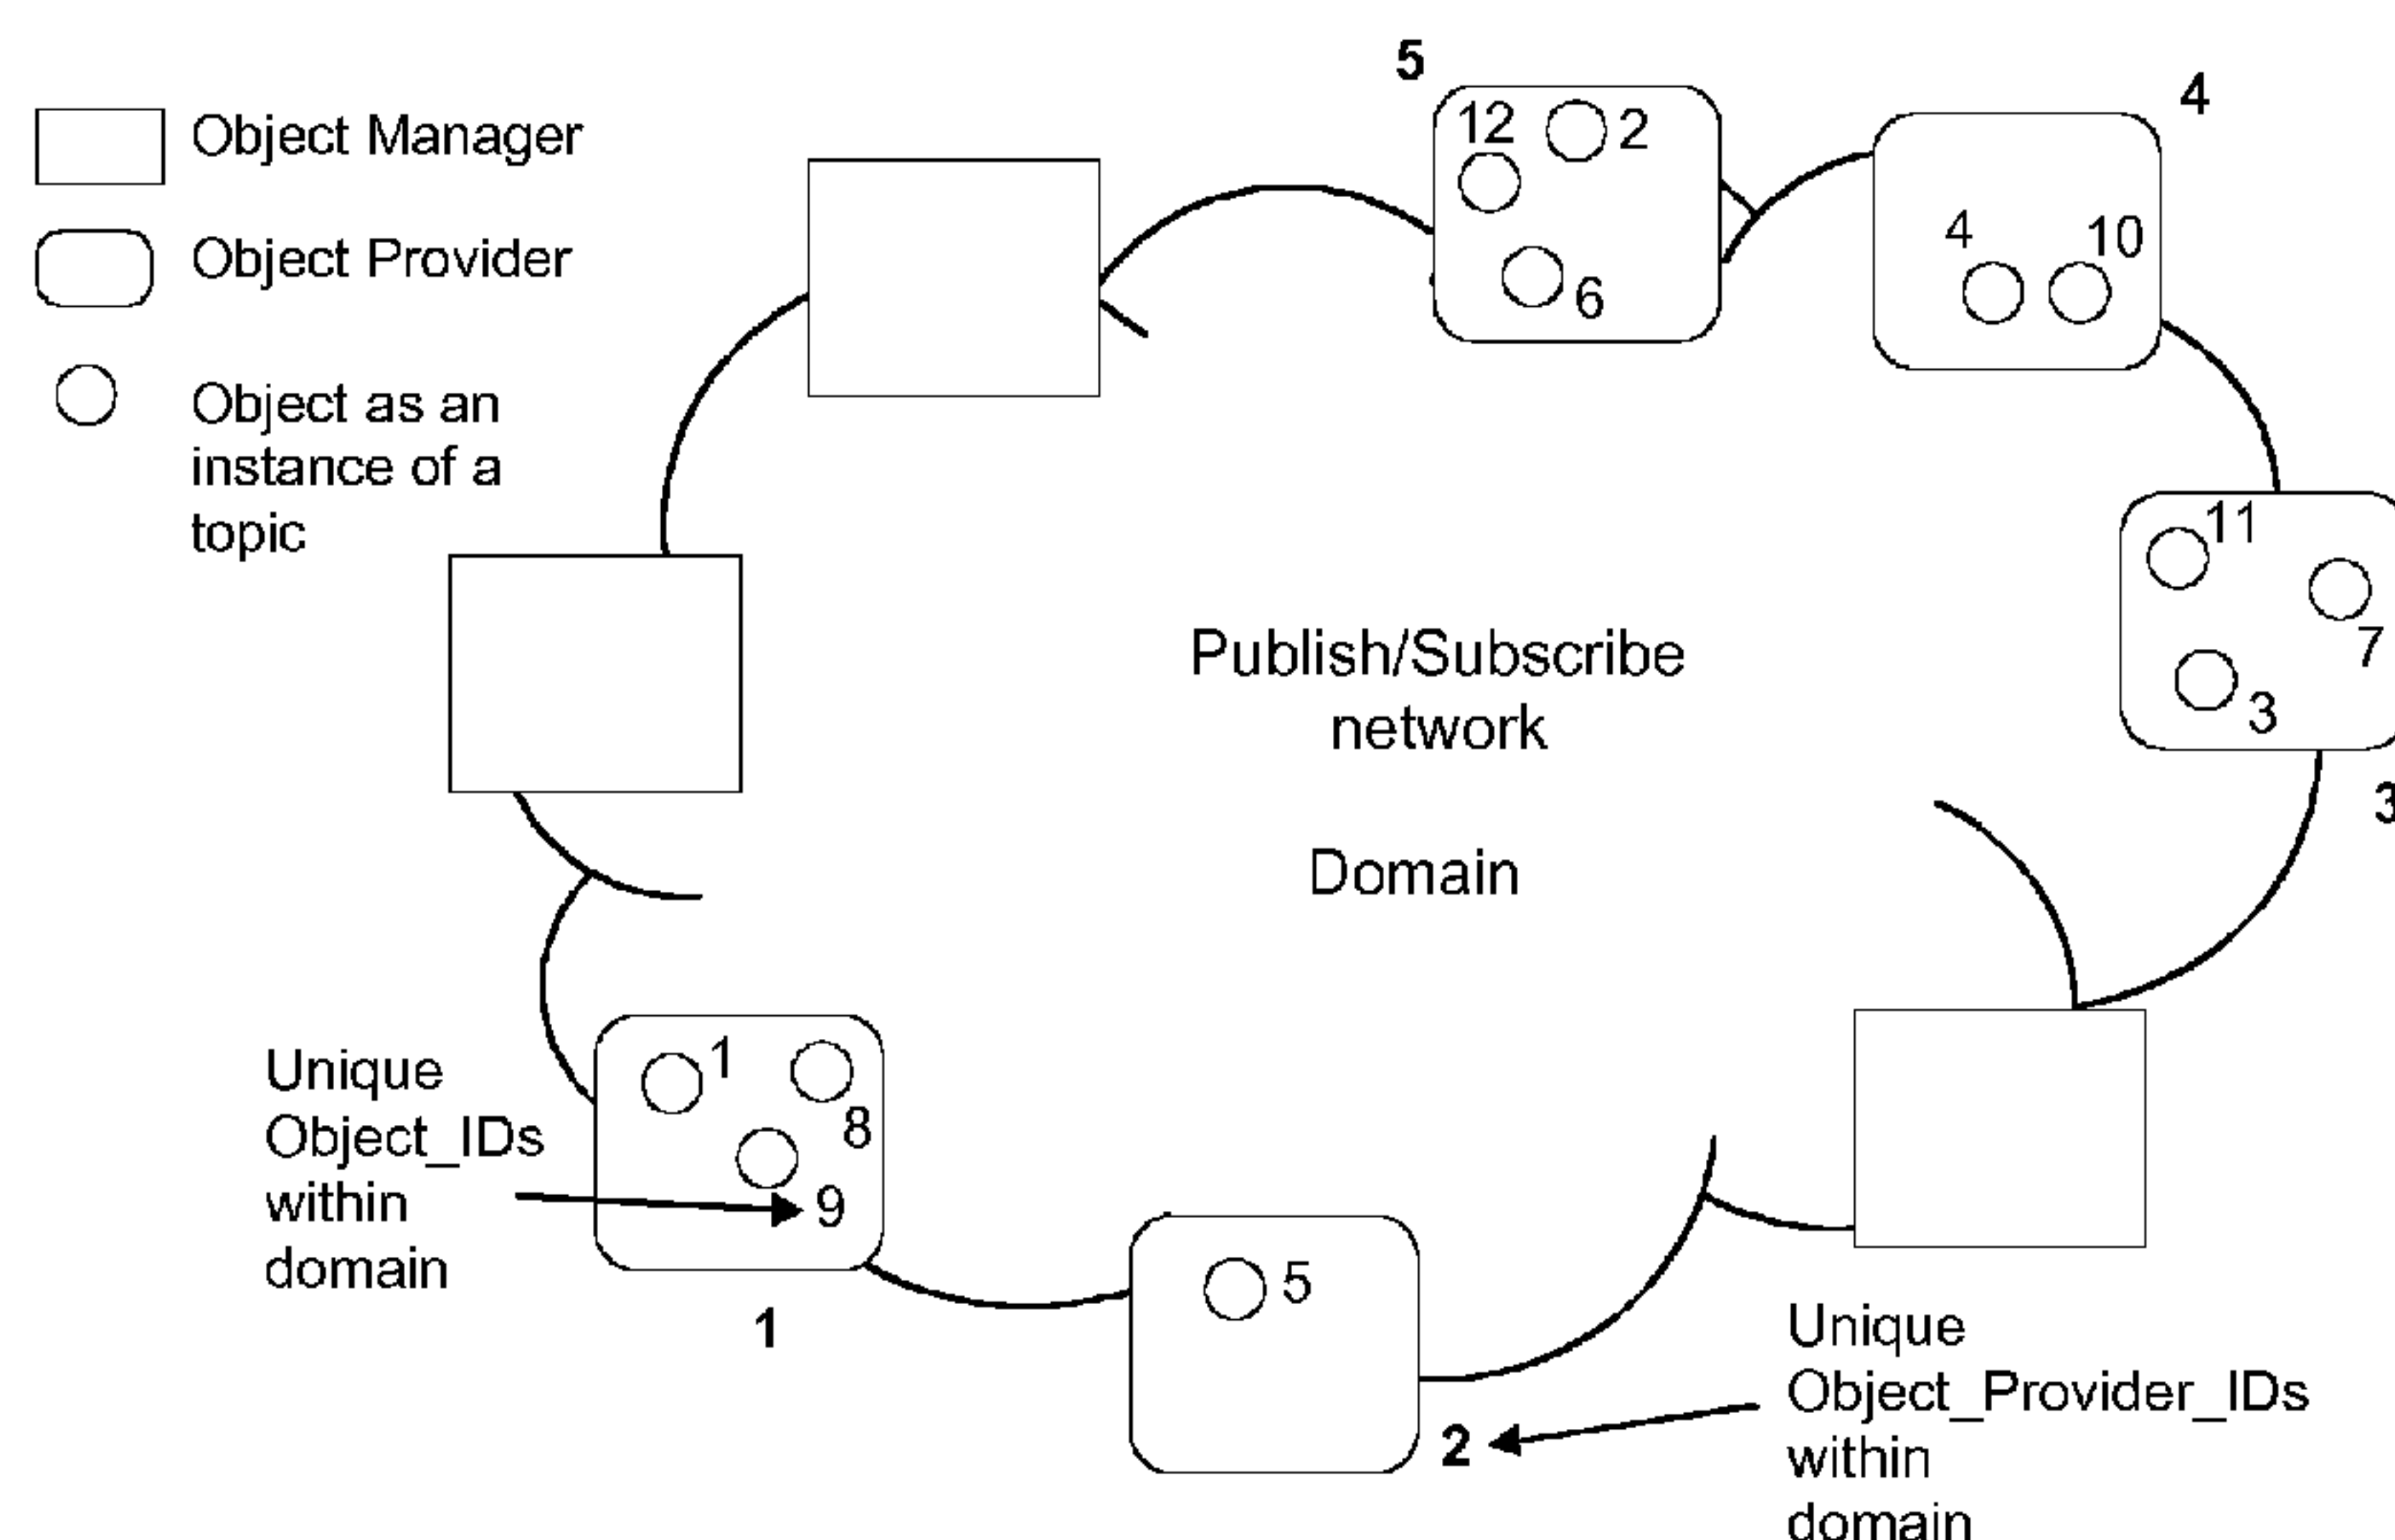 Object Manager
Object Provider
Object as an
instance of a
topic
5
12
2
6
4
4
10
11
7
3
3
Publish/Subscribe
network
Domain
Unique
Object_IDs
within
domain
1
8
9
1
5
2
Unique
Object_Provider_IDs
within
domain